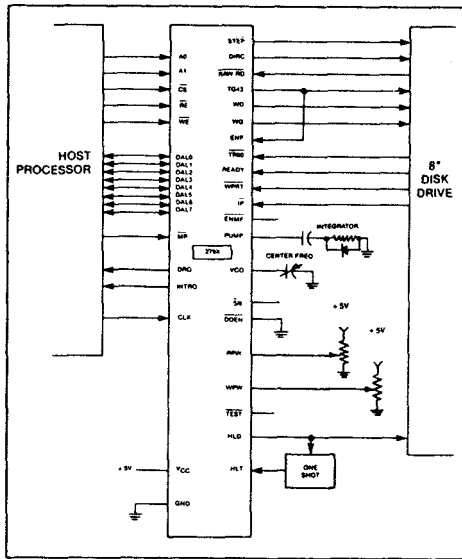 HOST
PROCESSOR
A0
A1
CS
RE
WE
DAL0
DAL1
DAL2
DAL3
DAL4
DAL5
DAL6
DAL7
MR
DRQ
INTRQ
CLK
+ 5V
VCC
GND
279X
STEP
DIRC
RAW RD
TG43
WD
WG
ENP
TR00
READY
WPRT
IP
ENMF
PUMP
VCO
5/8
DDEN
RPW
WPW
TEST
HLD
HLT
INTEGRATOR
CENTER FREQ
+ 5V
+ 5V
ONE
SHOT
8"
DISK
DRIVE